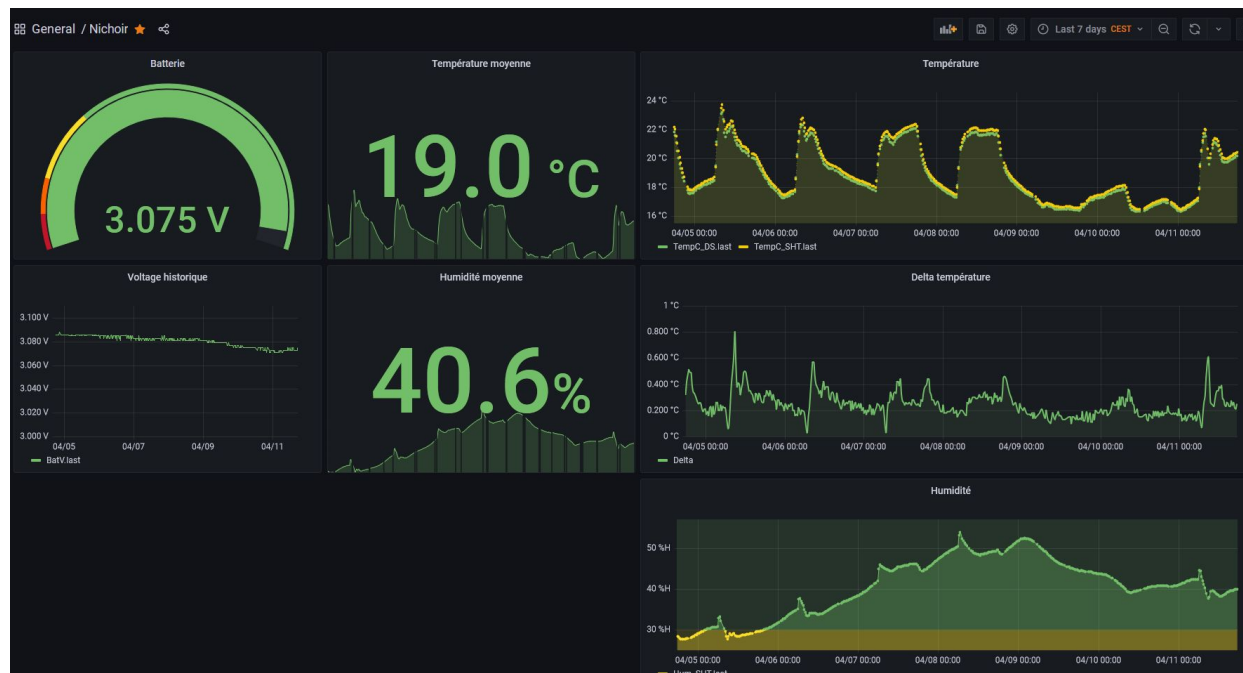 General / Nichoir
Last 7 days CEST
Batterie
3.075 V
Température moyenne
19.0 °C
Température
24 °C
22 °C
20 °C
18 °C
16 °C
04/05 00:00 04/06 00:00 04/07 00:00 04/08 00:00 04/09 00:00 04/10 00:00 04/11 00:00
TempC_DS.last TempC_SHT.last
Voltage historique
3.100 V
3.080 V
3.060 V
3.040 V
3.020 V
3.000 V
04/05 04/07 04/09 04/11
BatV.last
Humidité moyenne
40.6%
Delta température
1 °C
0.800 °C
0.600 °C
0.400 °C
0.200 °C
0 °C
04/05 00:00 04/06 00:00 04/07 00:00 04/08 00:00 04/09 00:00 04/10 00:00 04/11 00:00
Delta
Humidité
50 %H
40 %H
30 %H
04/05 00:00 04/06 00:00 04/07 00:00 04/08 00:00 04/09 00:00 04/10 00:00 04/11 00:00
Hum_SHT.last